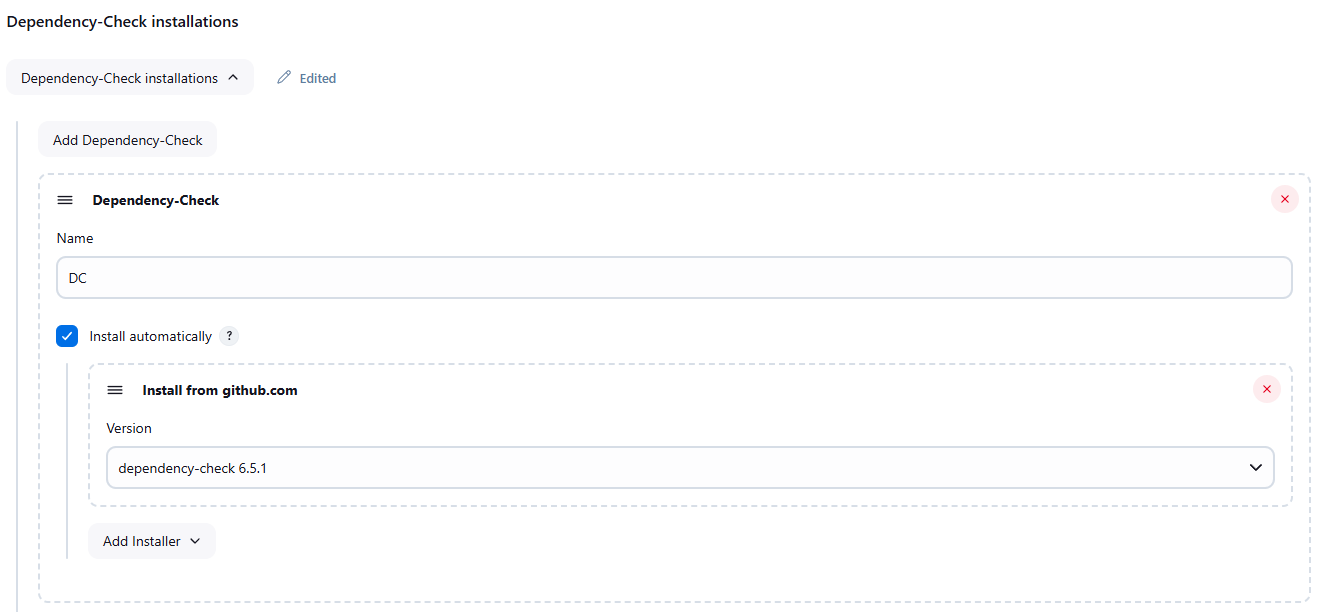 Dependency-Check installations
Dependency-Check installations
Edited
Add Dependency-Check
Dependency-Check
Name
DC
Install automatically ?
Install from github.com
Version
dependency-check 6.5.1
Add Installer